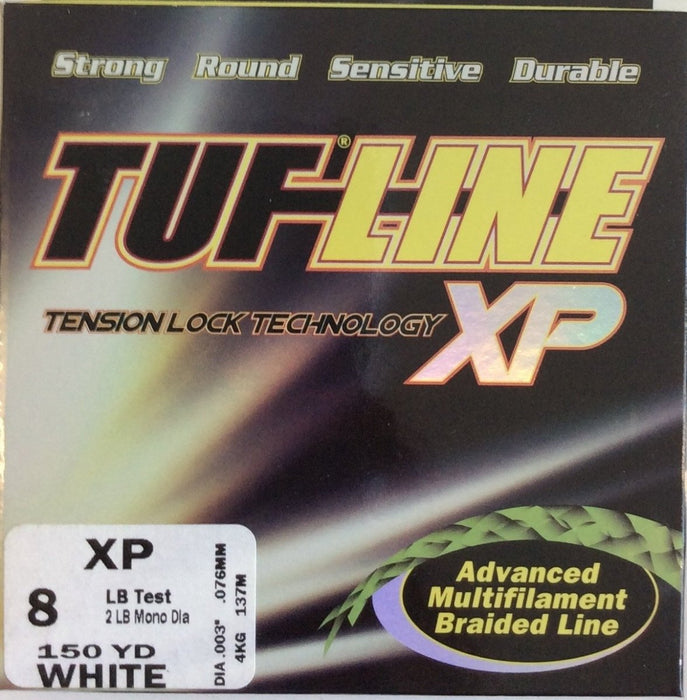 Strong Round Sensitive Durable
TUF-LINE®
XP
TENSION LOCK TECHNOLOGY
Advanced
Multifilament
Braided Line
XP
8 LB Test
2 LB Mono Dia
150 YD
WHITE
DIA .003" .076MM
4KG 137M